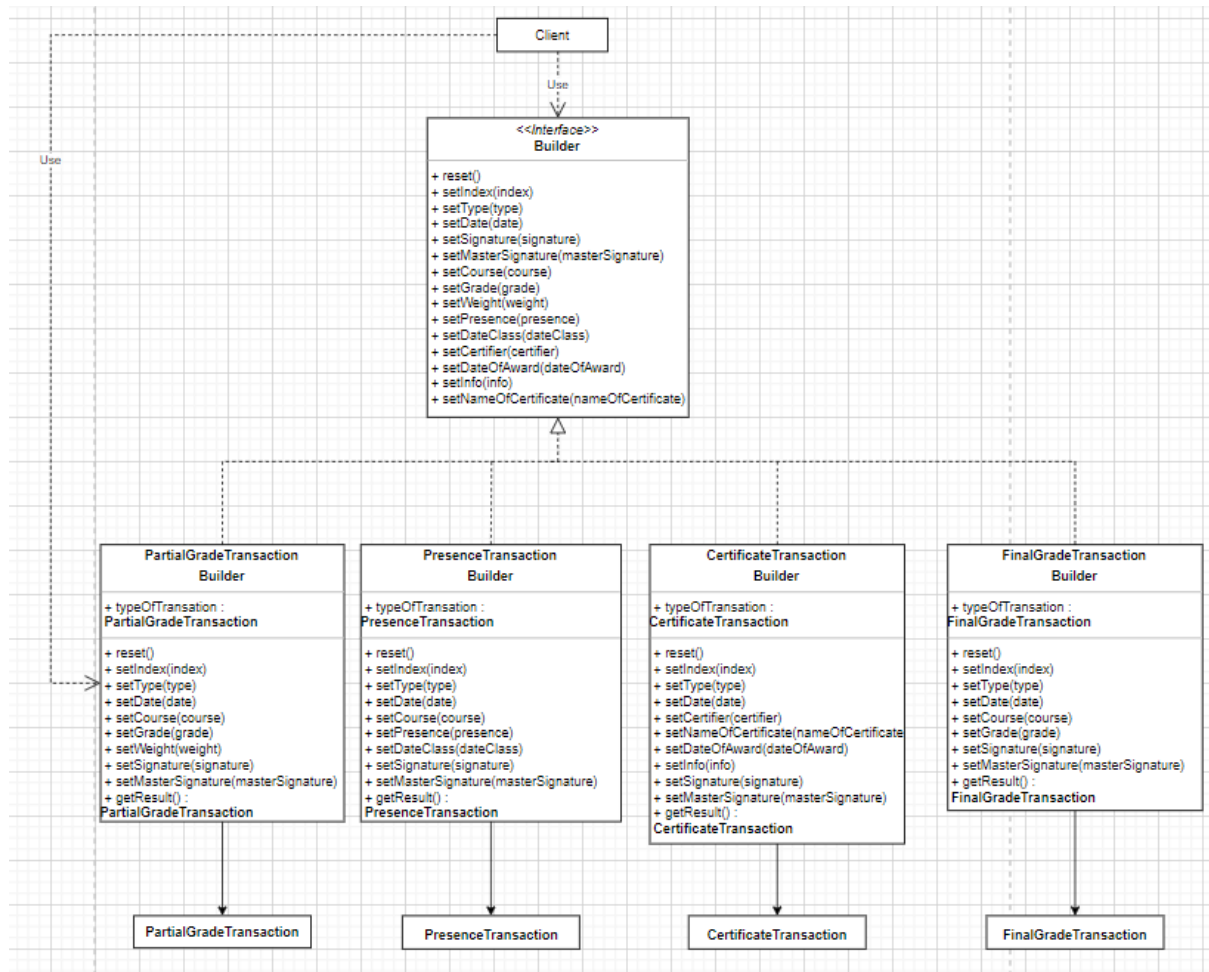 Client
Use
Use
<<Interface>>
Builder
+ reset()
+ setIndex(index)
+ setType(type)
+ setDate(date)
+ setSignature(signature)
+ setMasterSignature(masterSignature)
+ setCourse(course)
+ setGrade(grade)
+ setWeight(weight)
+ setPresence(presence)
+ setDateClass(dateClass)
+ setCertifier(certifier)
+ setDateOfAward(dateOfAward)
+ setInfo(info)
+ setNameOfCertificate(nameOfCertificate)
PartialGradeTransaction
Builder
+ typeOfTransation :
PartialGradeTransaction
+ reset()
+ setIndex(index)
+ setType(type)
+ setDate(date)
+ setCourse(course)
+ setGrade(grade)
+ setWeight(weight)
+ setSignature(signature)
+ setMasterSignature(masterSignature)
+ getResult() :
PartialGradeTransaction
PresenceTransaction
Builder
+ typeOfTransation :
PresenceTransaction
+ reset()
+ setIndex(index)
+ setType(type)
+ setDate(date)
+ setCourse(course)
+ setPresence(presence)
+ setDateClass(dateClass)
+ setSignature(signature)
+ setMasterSignature(masterSignature)
+ getResult() :
PresenceTransaction
CertificateTransaction
Builder
+ typeOfTransation :
CertificateTransaction
+ reset()
+ setIndex(index)
+ setType(type)
+ setDate(date)
+ setCertifier(certifier)
+ setNameOfCertificate(nameOfCertificate
+ setDateOfAward(dateOfAward)
+ setInfo(info)
+ setSignature(signature)
+ setMasterSignature(masterSignature)
+ getResult() :
CertificateTransaction
FinalGradeTransaction
Builder
+ typeOfTransation :
FinalGradeTransaction
+ reset()
+ setIndex(index)
+ setType(type)
+ setDate(date)
+ setCourse(course)
+ setGrade(grade)
+ setSignature(signature)
+ setMasterSignature(masterSignature)
+ getResult() :
FinalGradeTransaction
PartialGradeTransaction
PresenceTransaction
CertificateTransaction
FinalGradeTransaction